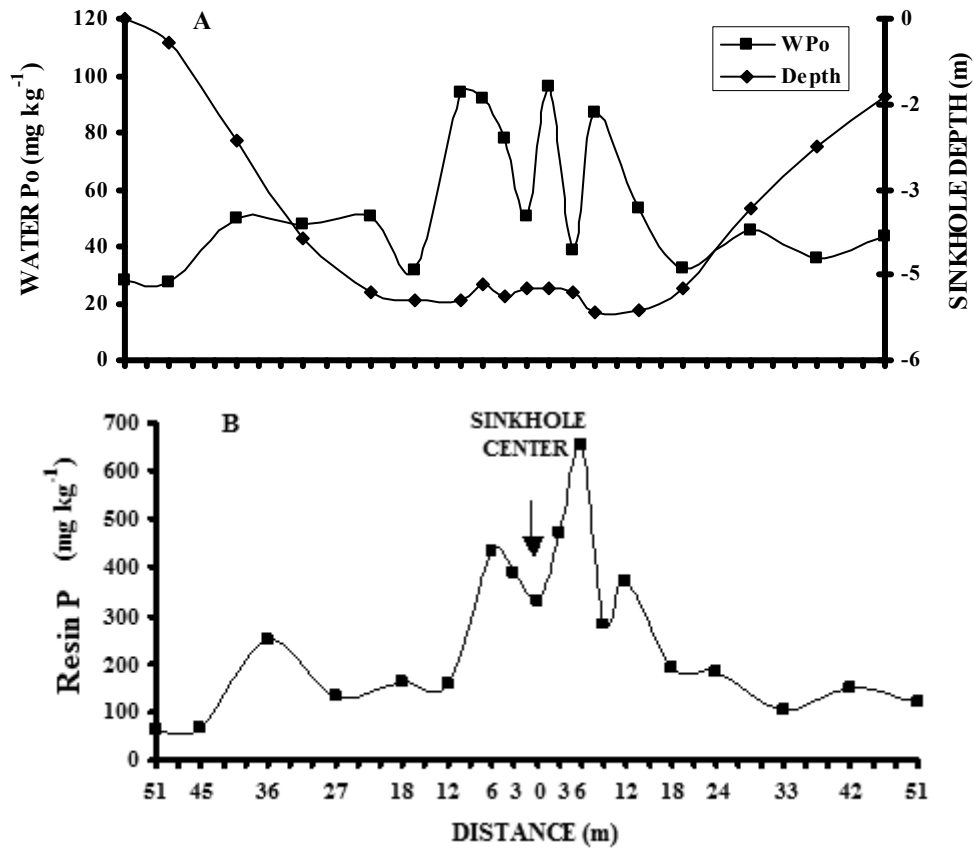 A
WPo
Depth
WATER Po (mg kg-1)
120
100
80
60
40
20
0
SINKHOLE DEPTH (m)
0
-2
-3
-5
-6
B
SINKHOLE
CENTER
Resin P (mg kg-1)
700
600
500
400
300
200
100
0
51 45 36 27 18 12 6 3 0 3 6 12 18 24 33 42 51
DISTANCE (m)